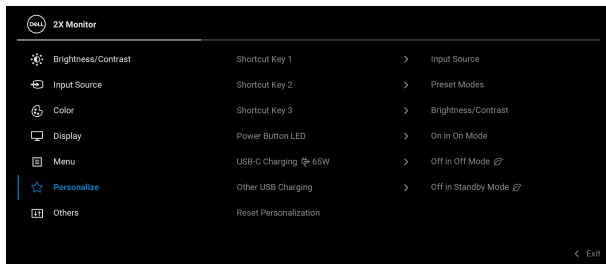 DELL 2X Monitor
Brightness/Contrast Shortcut Key 1 > Input Source
Input Source Shortcut Key 2 > Preset Modes
Color Shortcut Key 3 > Brightness/Contrast
Display Power Button LED > On in On Mode
Menu USB-C Charging 65W > Off in Off Mode
Personalize Other USB Charging > Off in Standby Mode
Others Reset Personalization
< Exit